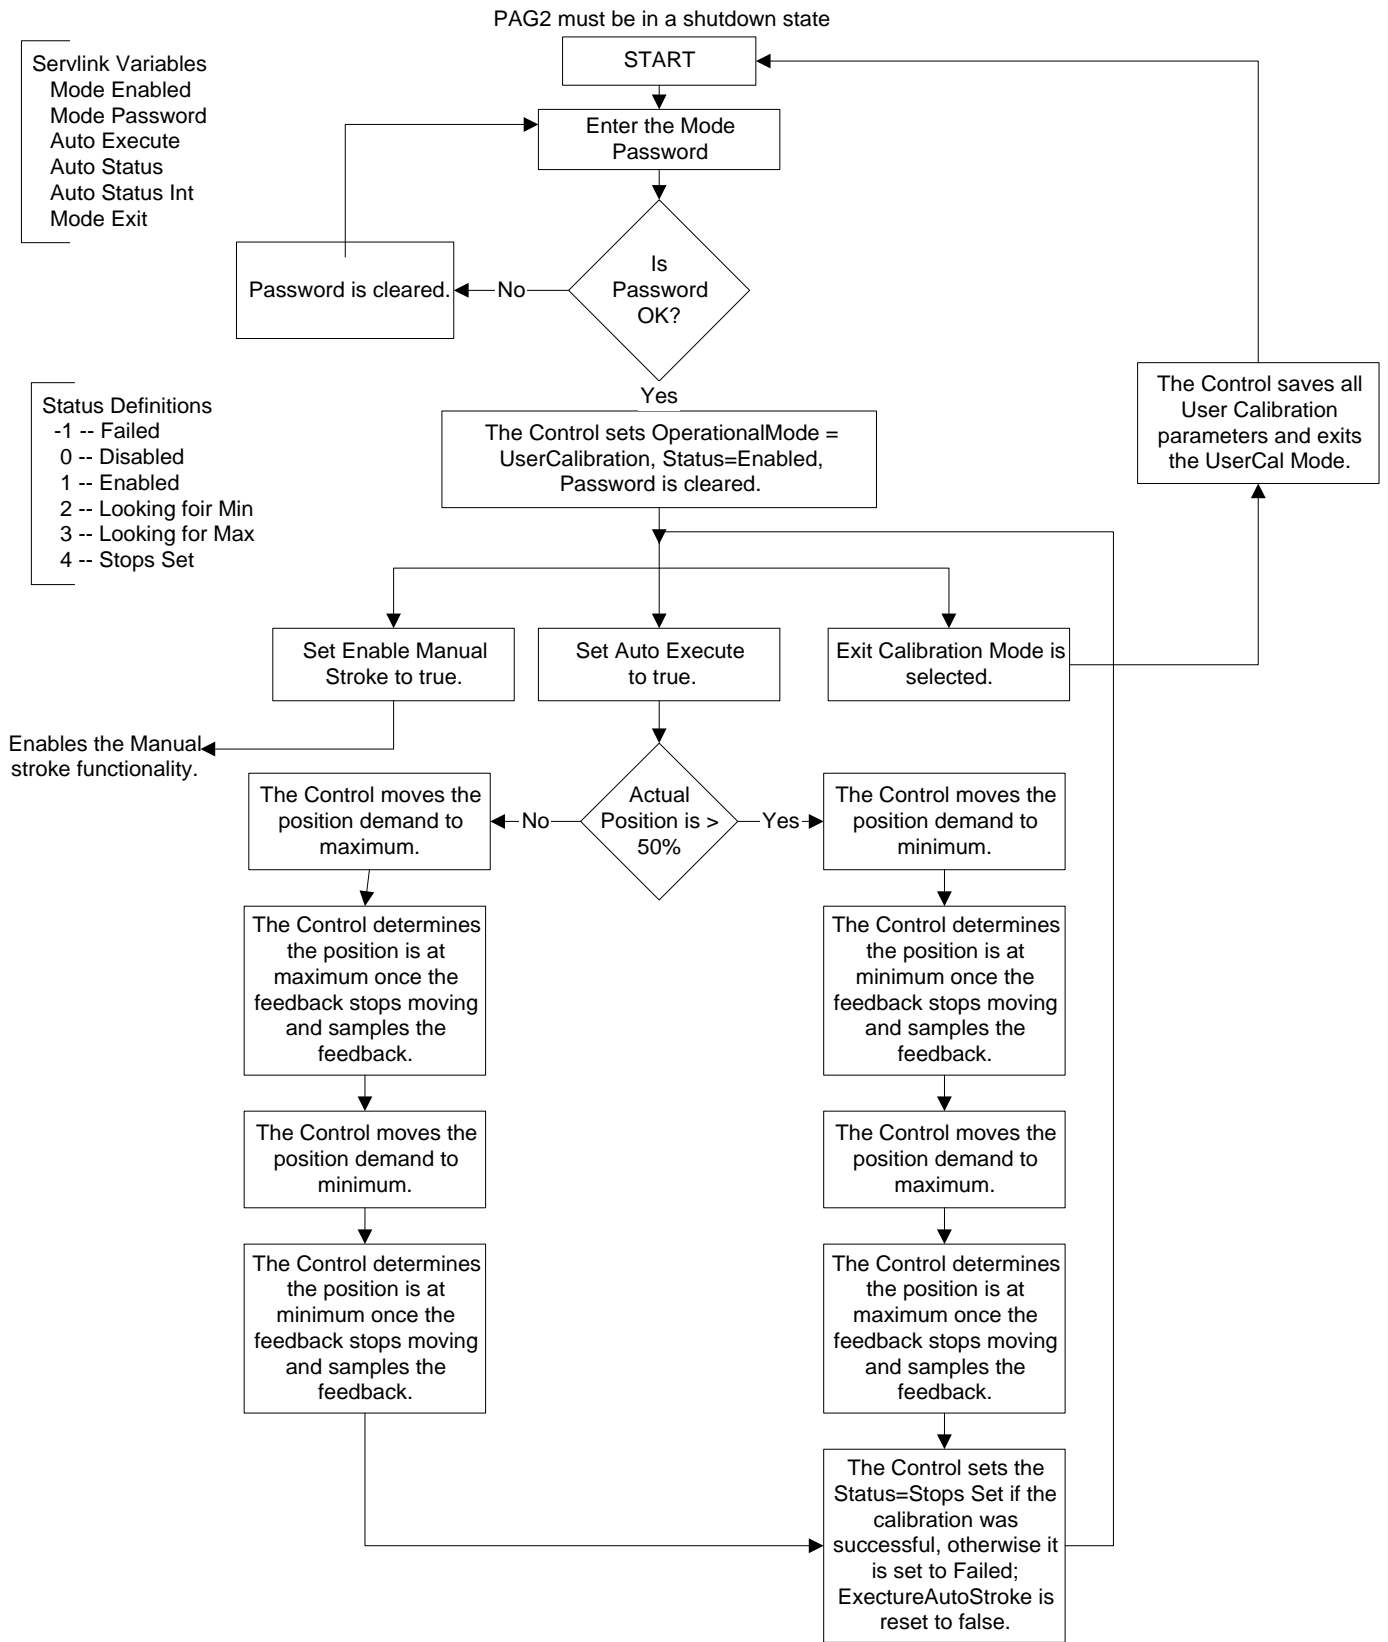 PAG2 must be in a shutdown state
START
Servlink Variables
Mode Enabled
Mode Password
Auto Execute
Auto Status
Auto Status Int
Mode Exit
Enter the Mode
Password
Is
Password
OK?
No
Password is cleared.
Yes
The Control saves all
User Calibration
parameters and exits
the UserCal Mode.
Status Definitions
-1 -- Failed
0 -- Disabled
1 -- Enabled
2 -- Looking foir Min
3 -- Looking for Max
4 -- Stops Set
The Control sets OperationalMode =
UserCalibration, Status=Enabled,
Password is cleared.
Set Enable Manual
Stroke to true.
Set Auto Execute
to true.
Exit Calibration Mode is
selected.
Enables the Manual
stroke functionality.
Actual
Position is >
50%
No
Yes
The Control moves the
position demand to
maximum.
The Control determines
the position is at
maximum once the
feedback stops moving
and samples the
feedback.
The Control moves the
position demand to
minimum.
The Control determines
the position is at
minimum once the
feedback stops moving
and samples the
feedback.
The Control moves the
position demand to
minimum.
The Control determines
the position is at
minimum once the
feedback stops moving
and samples the
feedback.
The Control moves the
position demand to
maximum.
The Control determines
the position is at
maximum once the
feedback stops moving
and samples the
feedback.
The Control sets the
Status=Stops Set if the
calibration was
successful, otherwise it
is set to Failed;
ExectureAutoStroke is
reset to false.